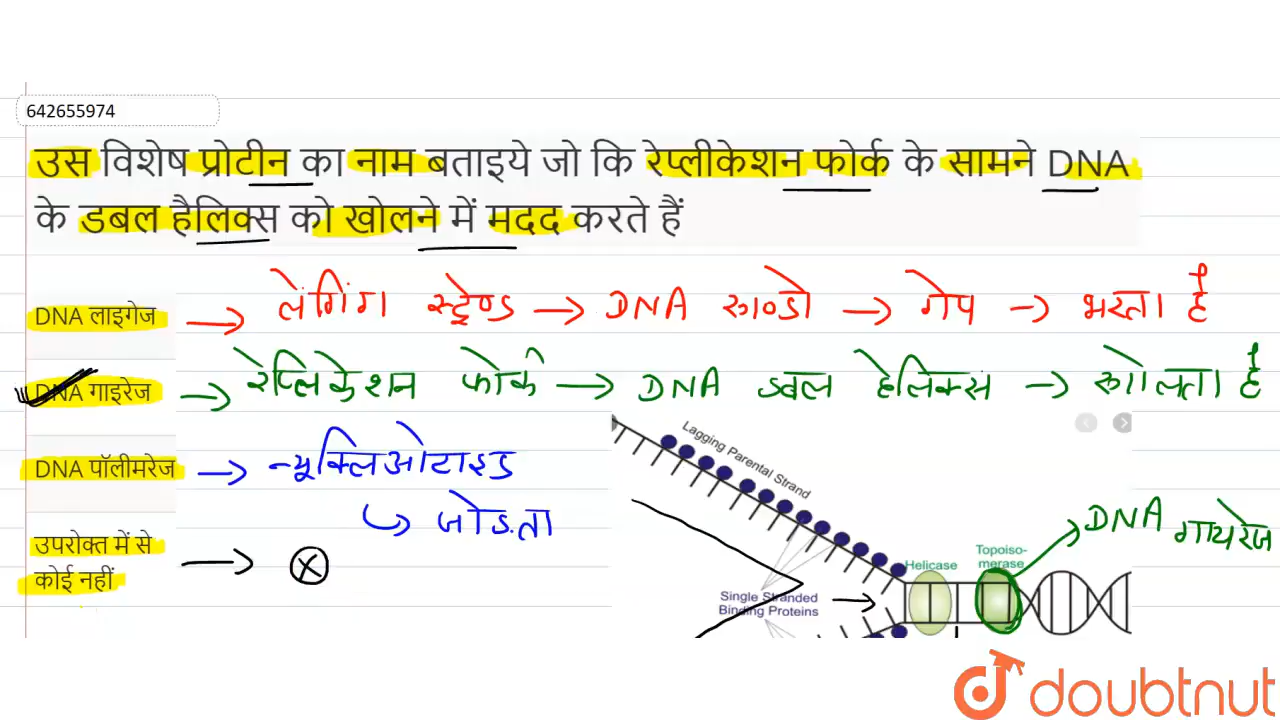 642655974
उस विशेष प्रोटीन का नाम बताइये जो कि रेप्लीकेशन फोर्क के सामने DNA
के डबल हैलिक्स को खोलने में मदद करते हैं
DNA लाइगेज → लेगिंग स्ट्रेण्ड → DNA खण्डो → गेप → भरता है
DNA गाइरेज → रेप्लिकेशन फोर्क → DNA डबल हेलिक्स → खोलता है
DNA पॉलीमरेज → न्यूक्लिओटाइड
↳ जोड़ता
उपरोक्त में से
कोई नहीं → ⓧ
Lagging Parental Strand
DNA गायरेज
Helicase
Topoiso-
merase
Single Stranded
Binding Proteins
doubtnut